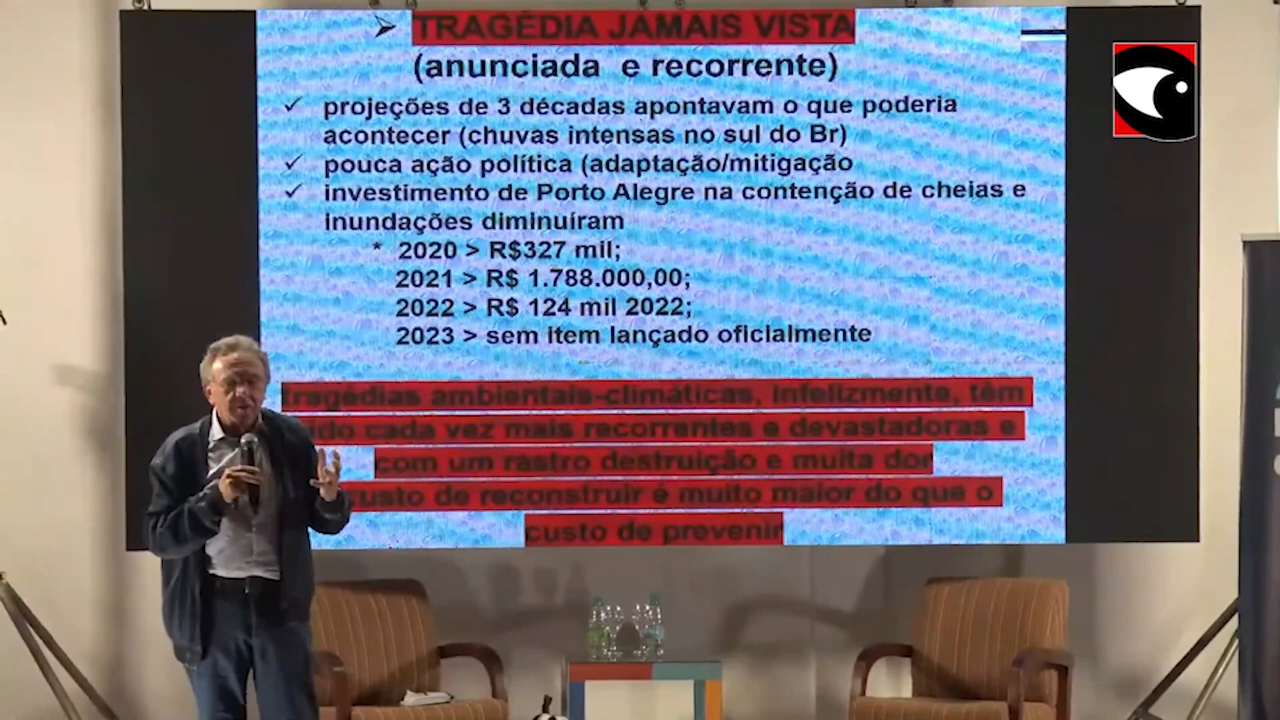 TRAGÉDIA JAMAIS VISTA
(anunciada e recorrente)
✓ projeções de 3 décadas apontavam o que poderia
acontecer (chuvas intensas no sul do Br)
✓ pouca ação política (adaptação/mitigação
✓ investimento de Porto Alegre na contenção de cheias e
inundações diminuíram
* 2020 > R$327 mil;
2021 > R$ 1.788.000,00;
2022 > R$ 124 mil 2022;
2023 > sem item lançado oficialmente
tragédias ambientais-climáticas, infelizmente, têm
cada vez mais recorrentes e devastadoras e
com um rastro destruição e muita dor
custo de reconstruir é muito maior do que o
custo de prevenir